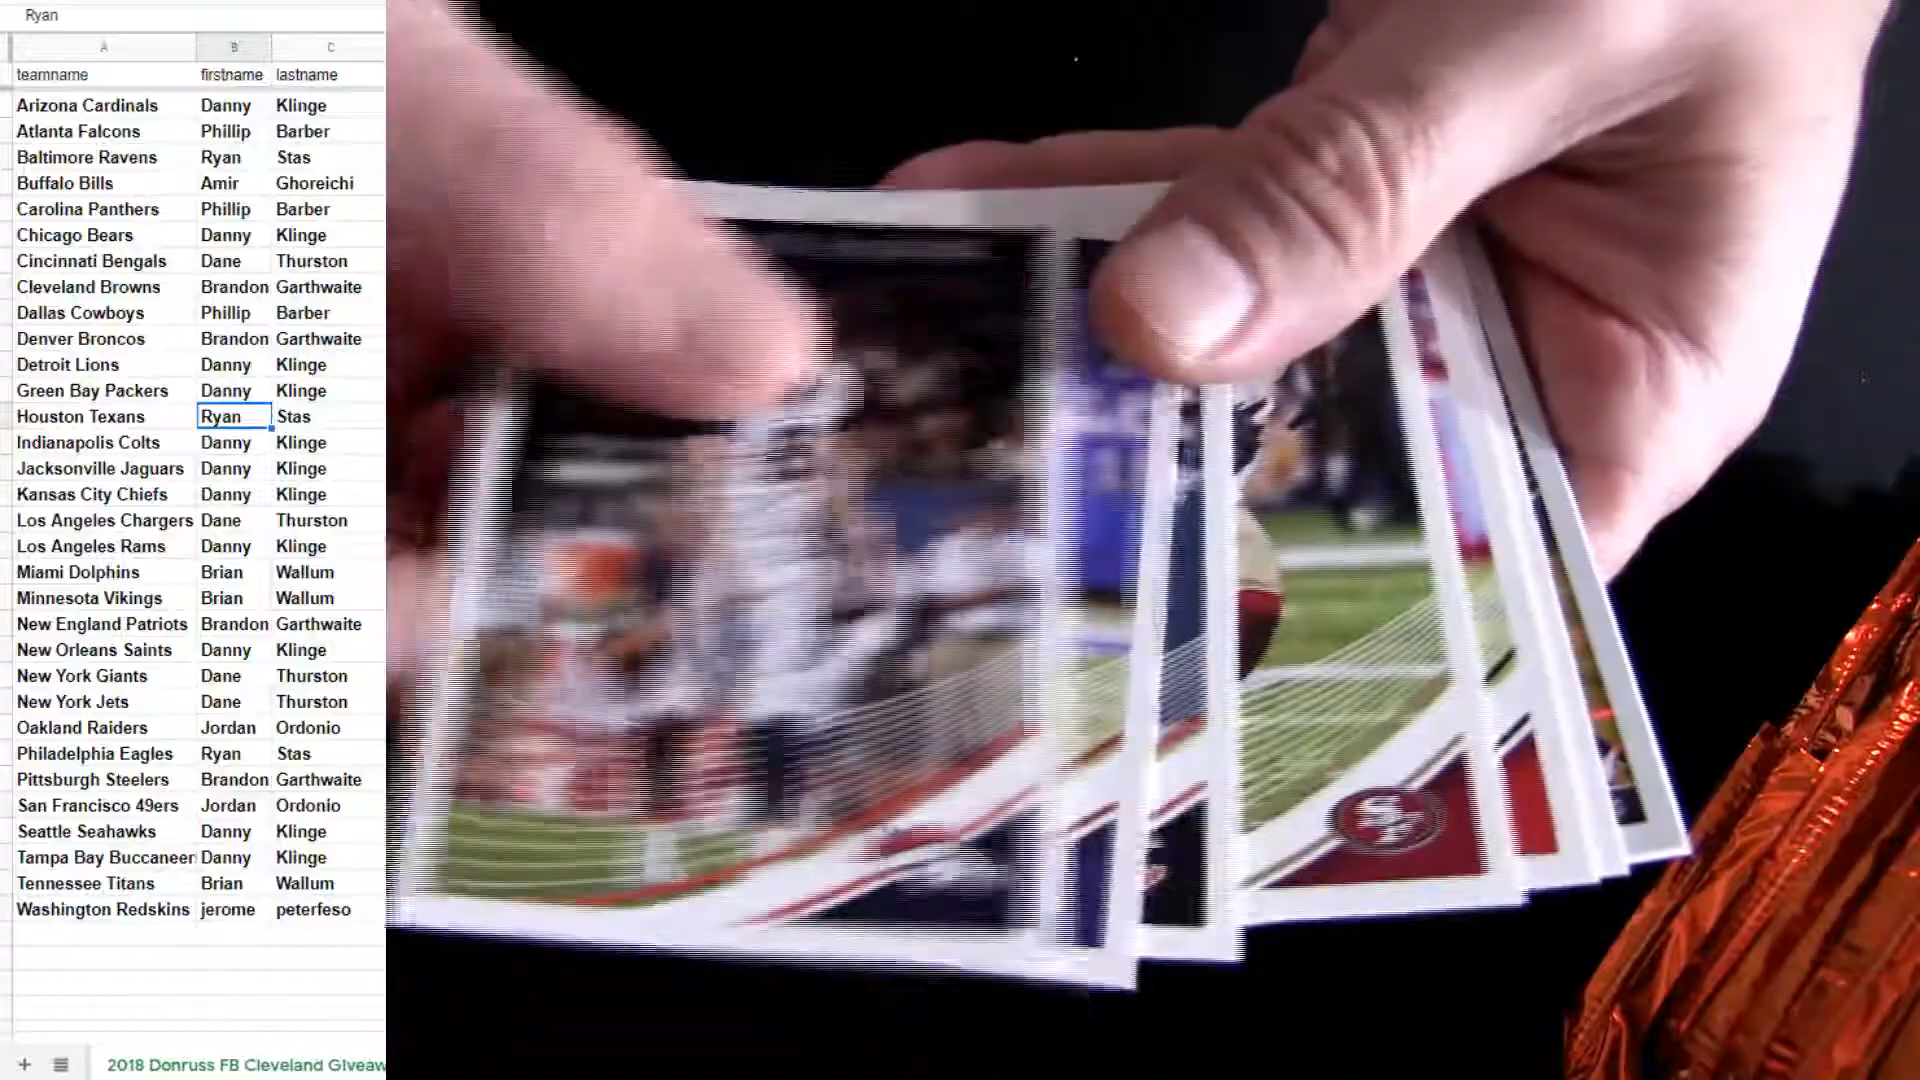 Ryan
A B C
teamname firstname lastname
Arizona Cardinals Danny Klinge
Atlanta Falcons Phillip Barber
Baltimore Ravens Ryan Stas
Buffalo Bills Amir Ghoreichi
Carolina Panthers Phillip Barber
Chicago Bears Danny Klinge
Cincinnati Bengals Dane Thurston
Cleveland Browns Brandon Garthwaite
Dallas Cowboys Phillip Barber
Denver Broncos Brandon Garthwaite
Detroit Lions Danny Klinge
Green Bay Packers Danny Klinge
Houston Texans Ryan Stas
Indianapolis Colts Danny Klinge
Jacksonville Jaguars Danny Klinge
Kansas City Chiefs Danny Klinge
Los Angeles Chargers Dane Thurston
Los Angeles Rams Danny Klinge
Miami Dolphins Brian Wallum
Minnesota Vikings Brian Wallum
New England Patriots Brandon Garthwaite
New Orleans Saints Danny Klinge
New York Giants Dane Thurston
New York Jets Dane Thurston
Oakland Raiders Jordan Ordonio
Philadelphia Eagles Ryan Stas
Pittsburgh Steelers Brandon Garthwaite
San Francisco 49ers Jordan Ordonio
Seattle Seahawks Danny Klinge
Tampa Bay Buccaneer Danny Klinge
Tennessee Titans Brian Wallum
Washington Redskins jerome peterfeso
2018 Donruss FB Cleveland GIveaw
SF